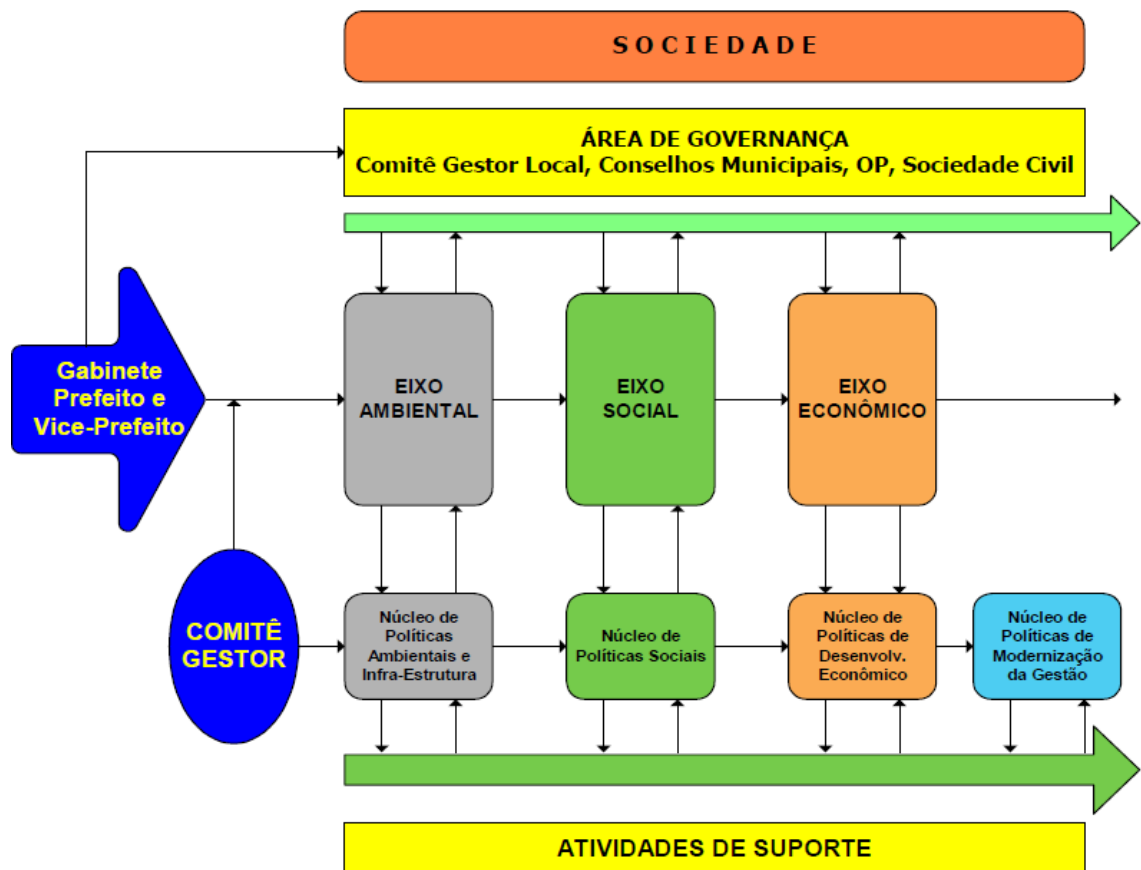 S O C I E D A D E
ÁREA DE GOVERNANÇA
Comitê Gestor Local, Conselhos Municipais, OP, Sociedade Civil
Gabinete
Prefeito e
Vice-Prefeito
EIXO
AMBIENTAL
EIXO
SOCIAL
EIXO
ECONÔMICO
COMITÊ
GESTOR
Núcleo de
Políticas
Ambientais e
Infra-Estrutura
Núcleo de
Políticas Sociais
Núcleo de
Políticas de
Desenvolv.
Econômico
Núcleo de
Políticas de
Modernização
da Gestão
ATIVIDADES DE SUPORTE